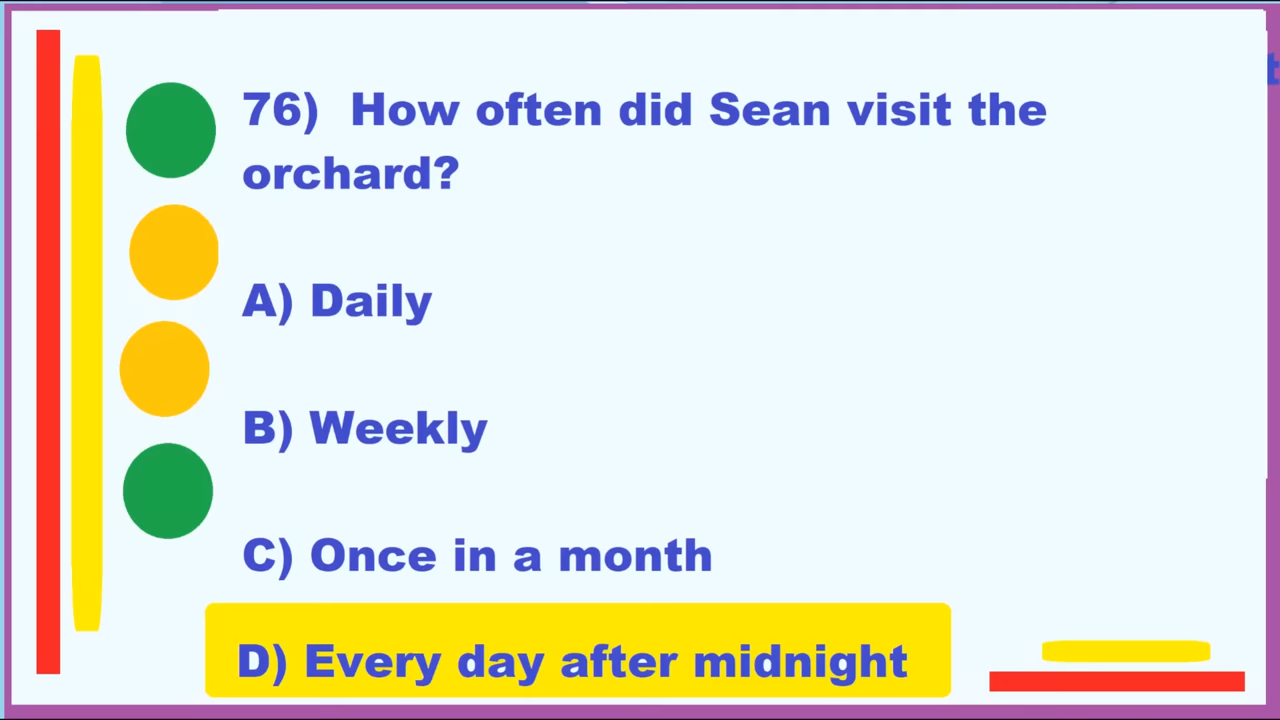 76)  How often did Sean visit the
orchard?
A) Daily
B) Weekly
C) Once in a month
D) Every day after midnight
t